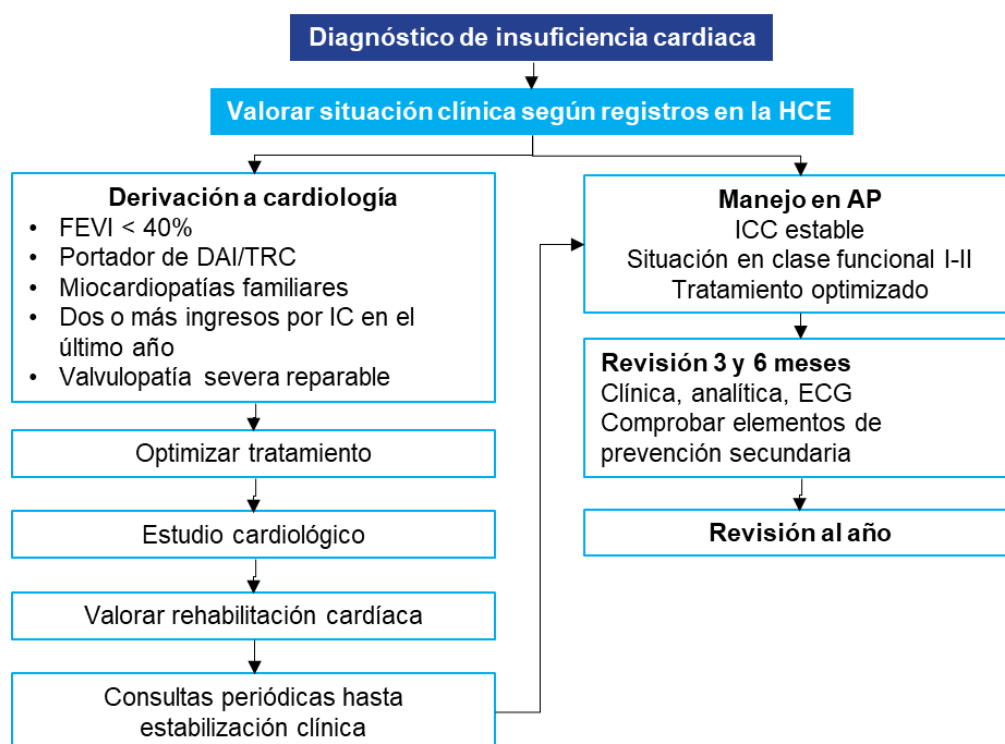 Diagnóstico de insuficiencia cardiaca
Valorar situación clínica según registros en la HCE
Derivación a cardiología
• FEVI < 40%
• Portador de DAI/TRC
• Miocardiopatías familiares
• Dos o más ingresos por IC en el
último año
• Valvulopatía severa reparable
Optimizar tratamiento
Estudio cardiológico
Valorar rehabilitación cardíaca
Consultas periódicas hasta
estabilización clínica
Manejo en AP
ICC estable
Situación en clase funcional I-II
Tratamiento optimizado
Revisión 3 y 6 meses
Clínica, analítica, ECG
Comprobar elementos de
prevención secundaria
Revisión al año